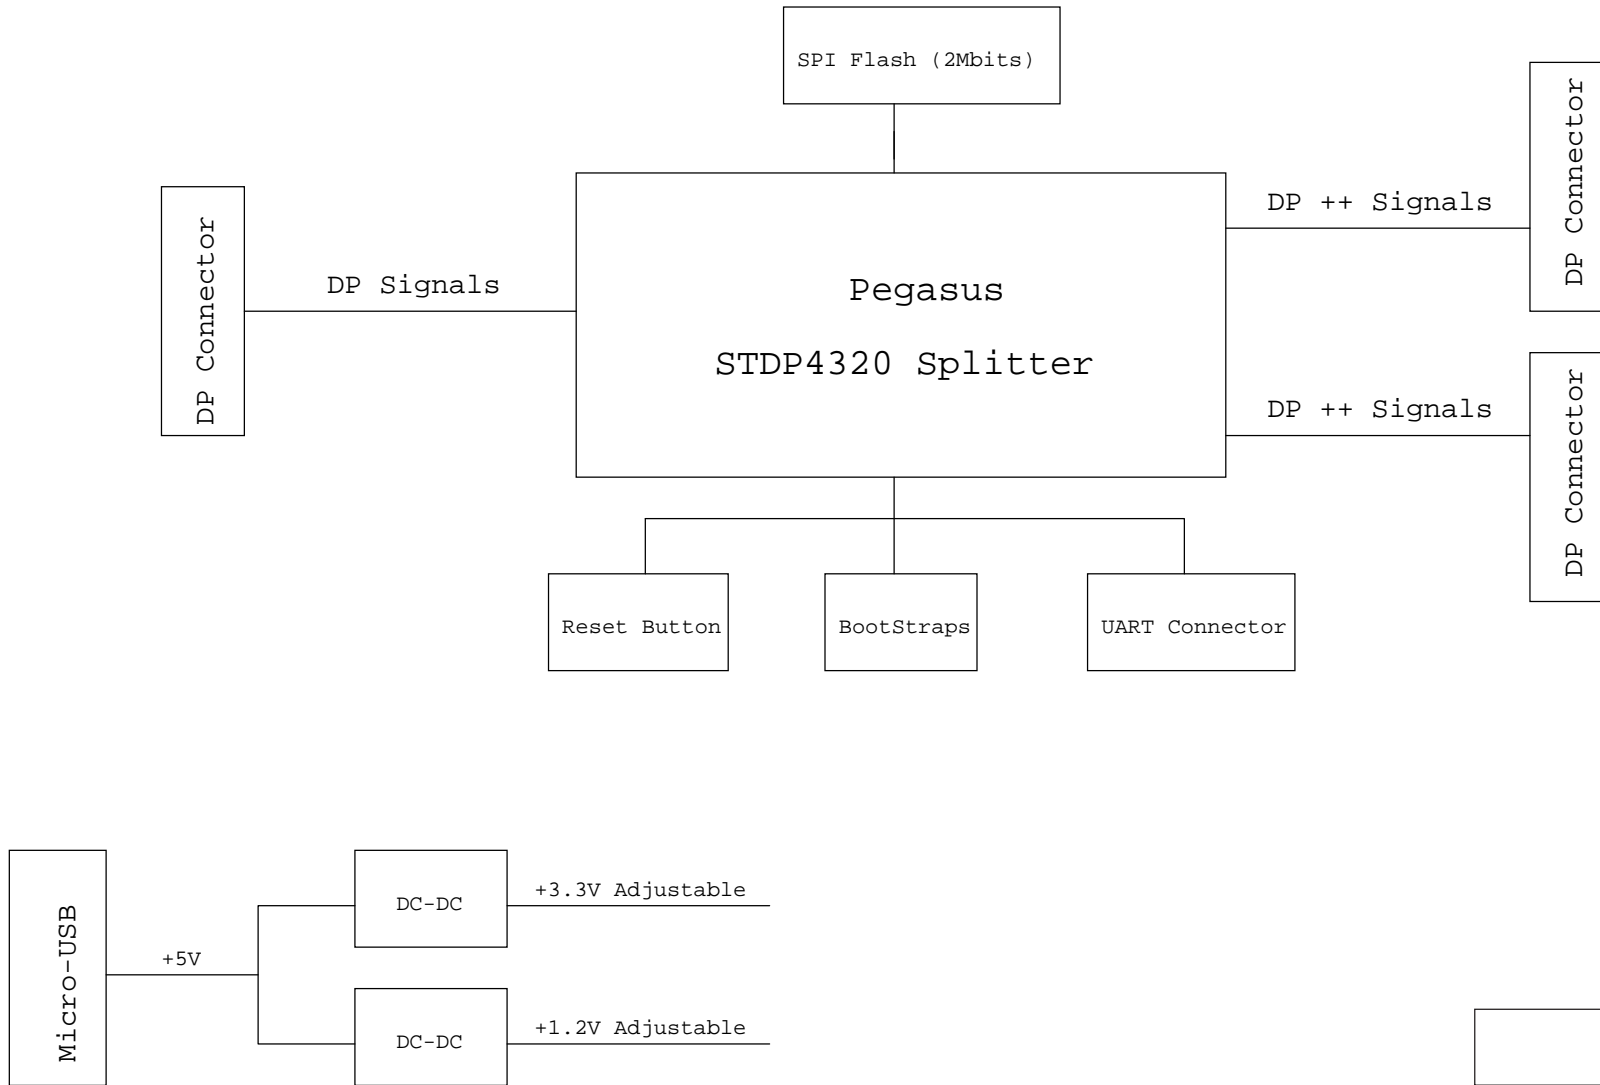 SPI Flash (2Mbits)
DP Connector
DP Signals
Pegasus
STDP4320 Splitter
DP ++ Signals
DP Connector
DP ++ Signals
DP Connector
Reset Button
BootStraps
UART Connector
Micro-USB
+5V
DC-DC
+3.3V Adjustable
DC-DC
+1.2V Adjustable